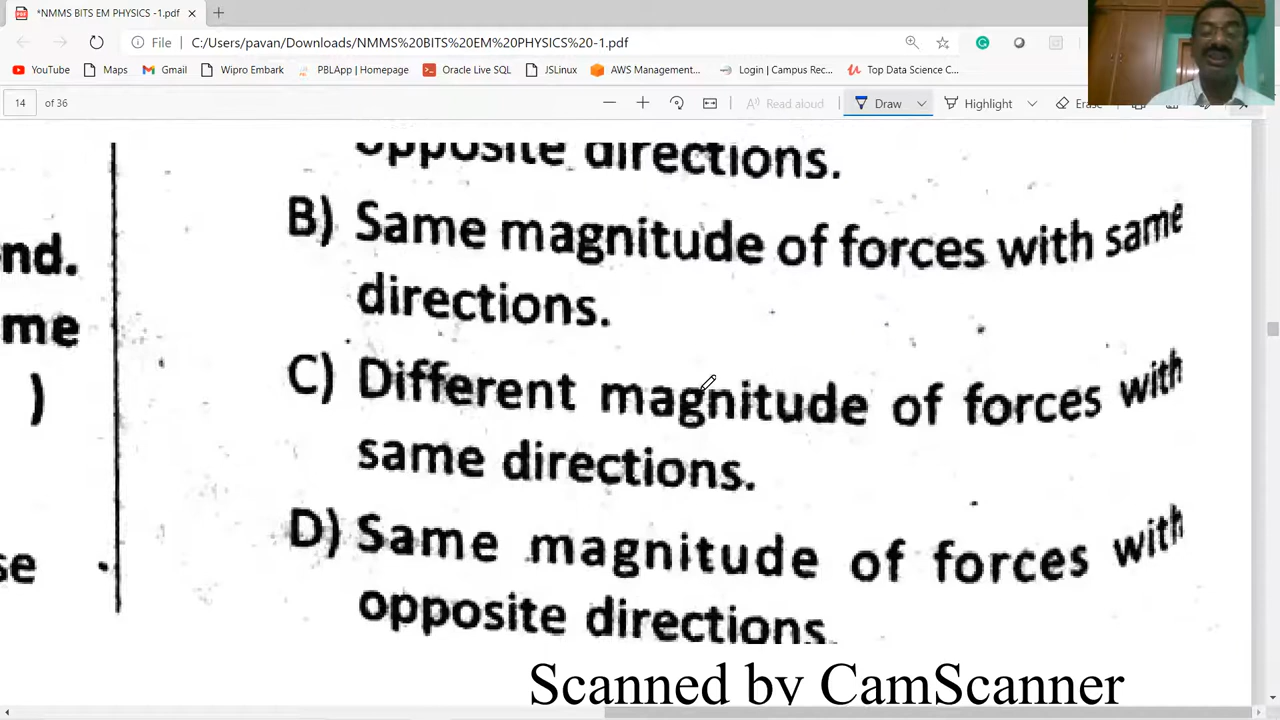 *NMMS BITS EM PHYSICS -1.pdf
File
C:/Users/pavan/Downloads/NMMS%20BITS%20EM%20PHYSICS%20-1.pdf
YouTube Maps Gmail Wipro Embark PBLApp | Homepage Oracle Live SQL JSLinux AWS Management... Login | Campus Rec... Top Data Science C...
14 of 36 Read aloud Draw Highlight Erase
opposite directions.
B) Same magnitude of forces with same
directions.
C) Different magnitude of forces with
same directions.
D) Same magnitude of forces with
opposite directions.
nd.
me
)
se
Scanned by CamScanner